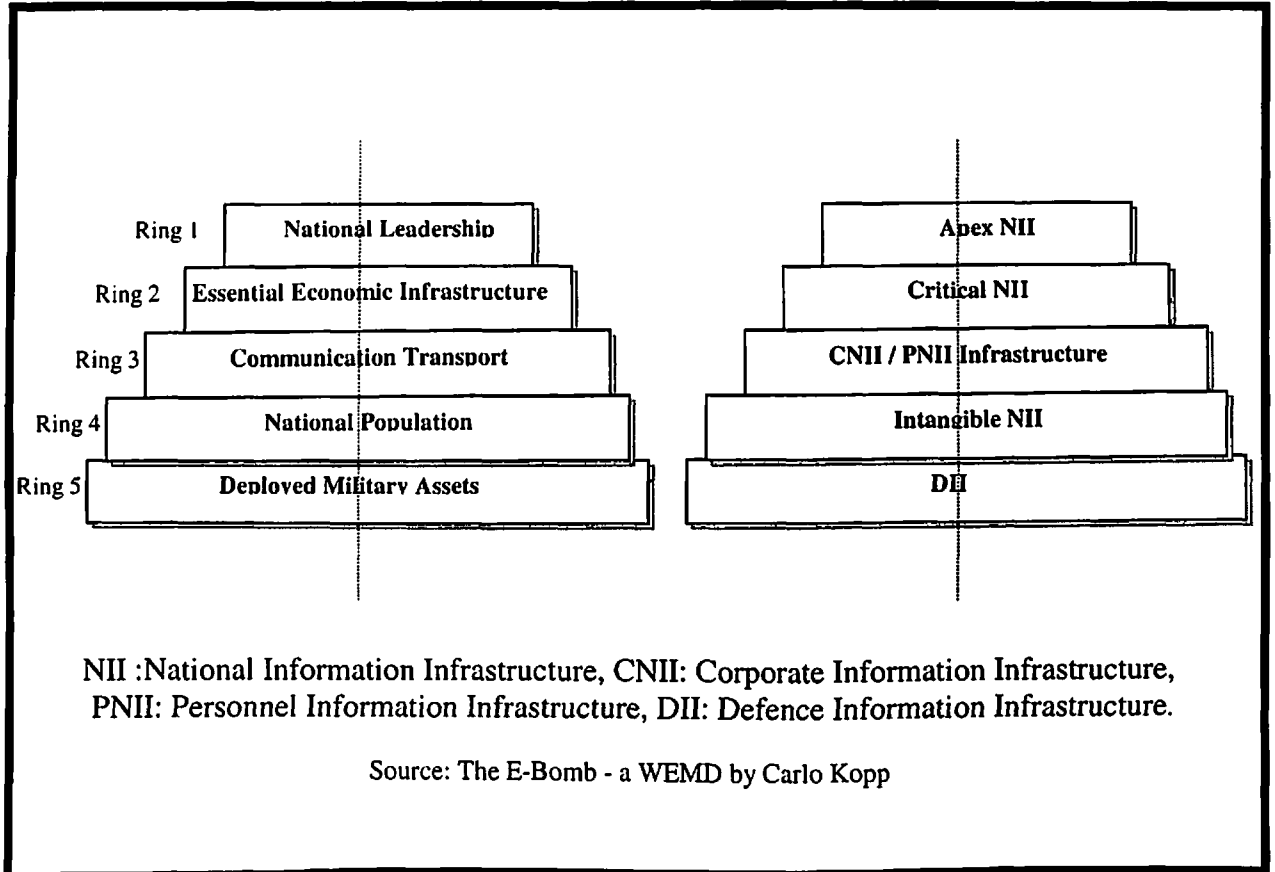 Ring 1 National Leadership Apex NII
Ring 2 Essential Economic Infrastructure Critical NII
Ring 3 Communication Transport CNII / PNII Infrastructure
Ring 4 National Population Intangible NII
Ring 5 Deployed Military Assets DII
NII :National Information Infrastructure, CNII: Corporate Information Infrastructure,
PNII: Personnel Information Infrastructure, DII: Defence Information Infrastructure.
Source: The E-Bomb - a WEMD by Carlo Kopp